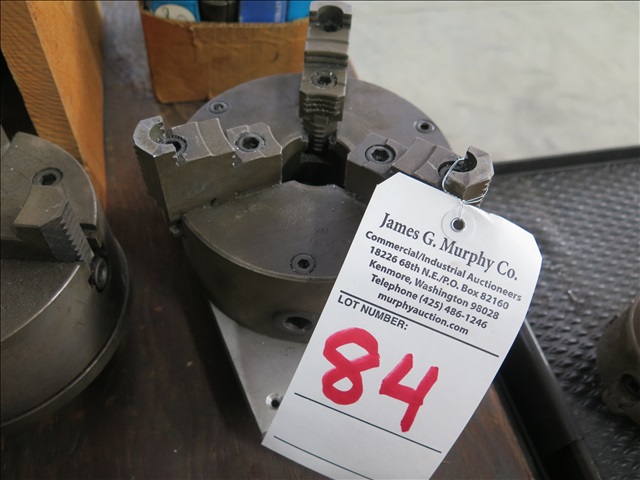 James G. Murphy Co.
Commercial/Industrial Auctioneers
18226 68th N.E./P.O. Box 82160
Kenmore, Washington 98028
Telephone (425) 486-1246
murphyauction.com
LOT NUMBER:
84